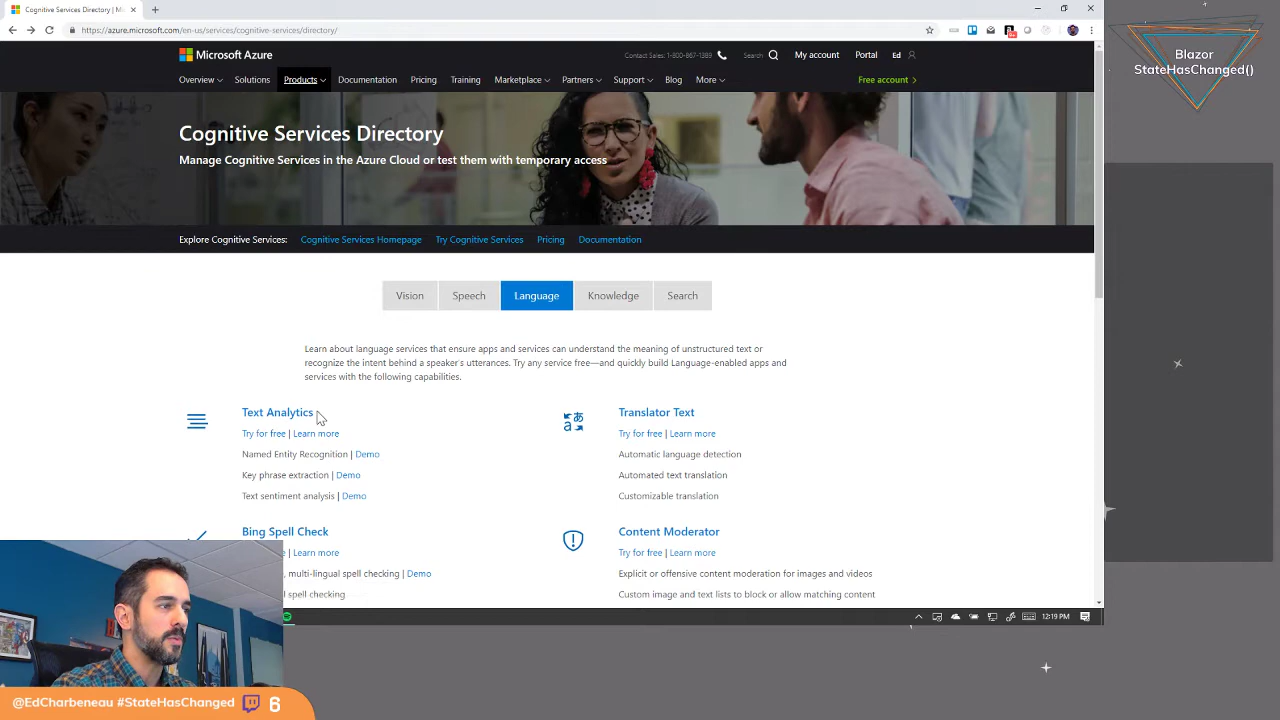 Cognitive Services Directory | M
https://azure.microsoft.com/en-us/services/cognitive-services/directory/
Blazor
StateHasChanged()
Microsoft Azure
Contact Sales: 1-800-867-1389
Search
My account
Portal
Ed
Overview
Solutions
Products
Documentation
Pricing
Training
Marketplace
Partners
Support
Blog
More
Free account
Cognitive Services Directory
Manage Cognitive Services in the Azure Cloud or test them with temporary access
Explore Cognitive Services:
Cognitive Services Homepage
Try Cognitive Services
Pricing
Documentation
Vision
Speech
Language
Knowledge
Search
Learn about language services that ensure apps and services can understand the meaning of unstructured text or
recognize the intent behind a speaker's utterances. Try any service free—and quickly build Language-enabled apps and
services with the following capabilities.
Text Analytics
Try for free | Learn more
Named Entity Recognition | Demo
Key phrase extraction | Demo
Text sentiment analysis | Demo
Translator Text
Try for free | Learn more
Automatic language detection
Automated text translation
Customizable translation
Bing Spell Check
| Learn more
, multi-lingual spell checking | Demo
spell checking
Content Moderator
Try for free | Learn more
Explicit or offensive content moderation for images and videos
Custom image and text lists to block or allow matching content
12:19 PM
@EdCharbeneau #StateHasChanged
6